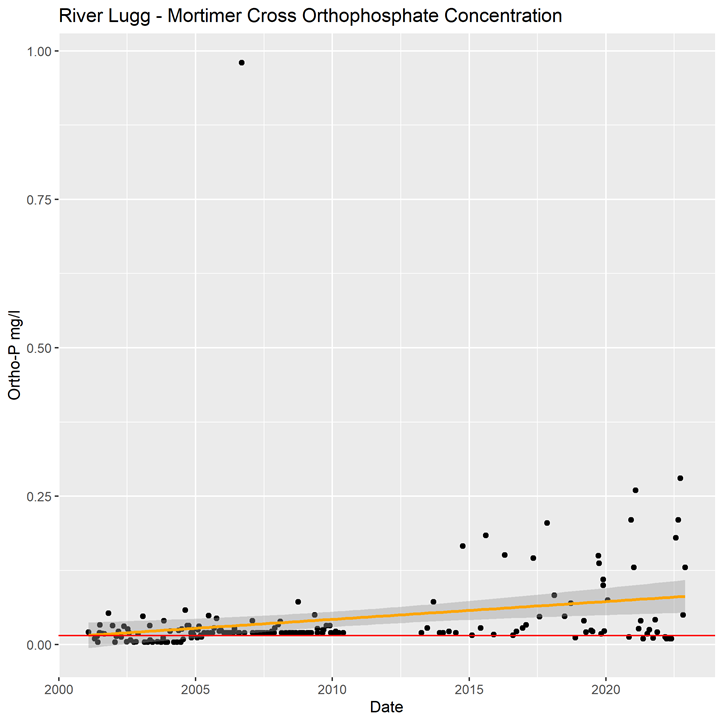 River Lugg - Mortimer Cross Orthophosphate Concentration
1.00
0.75
0.50
0.25
0.00
Ortho-P mg/l
2000 2005 2010 2015 2020
Date